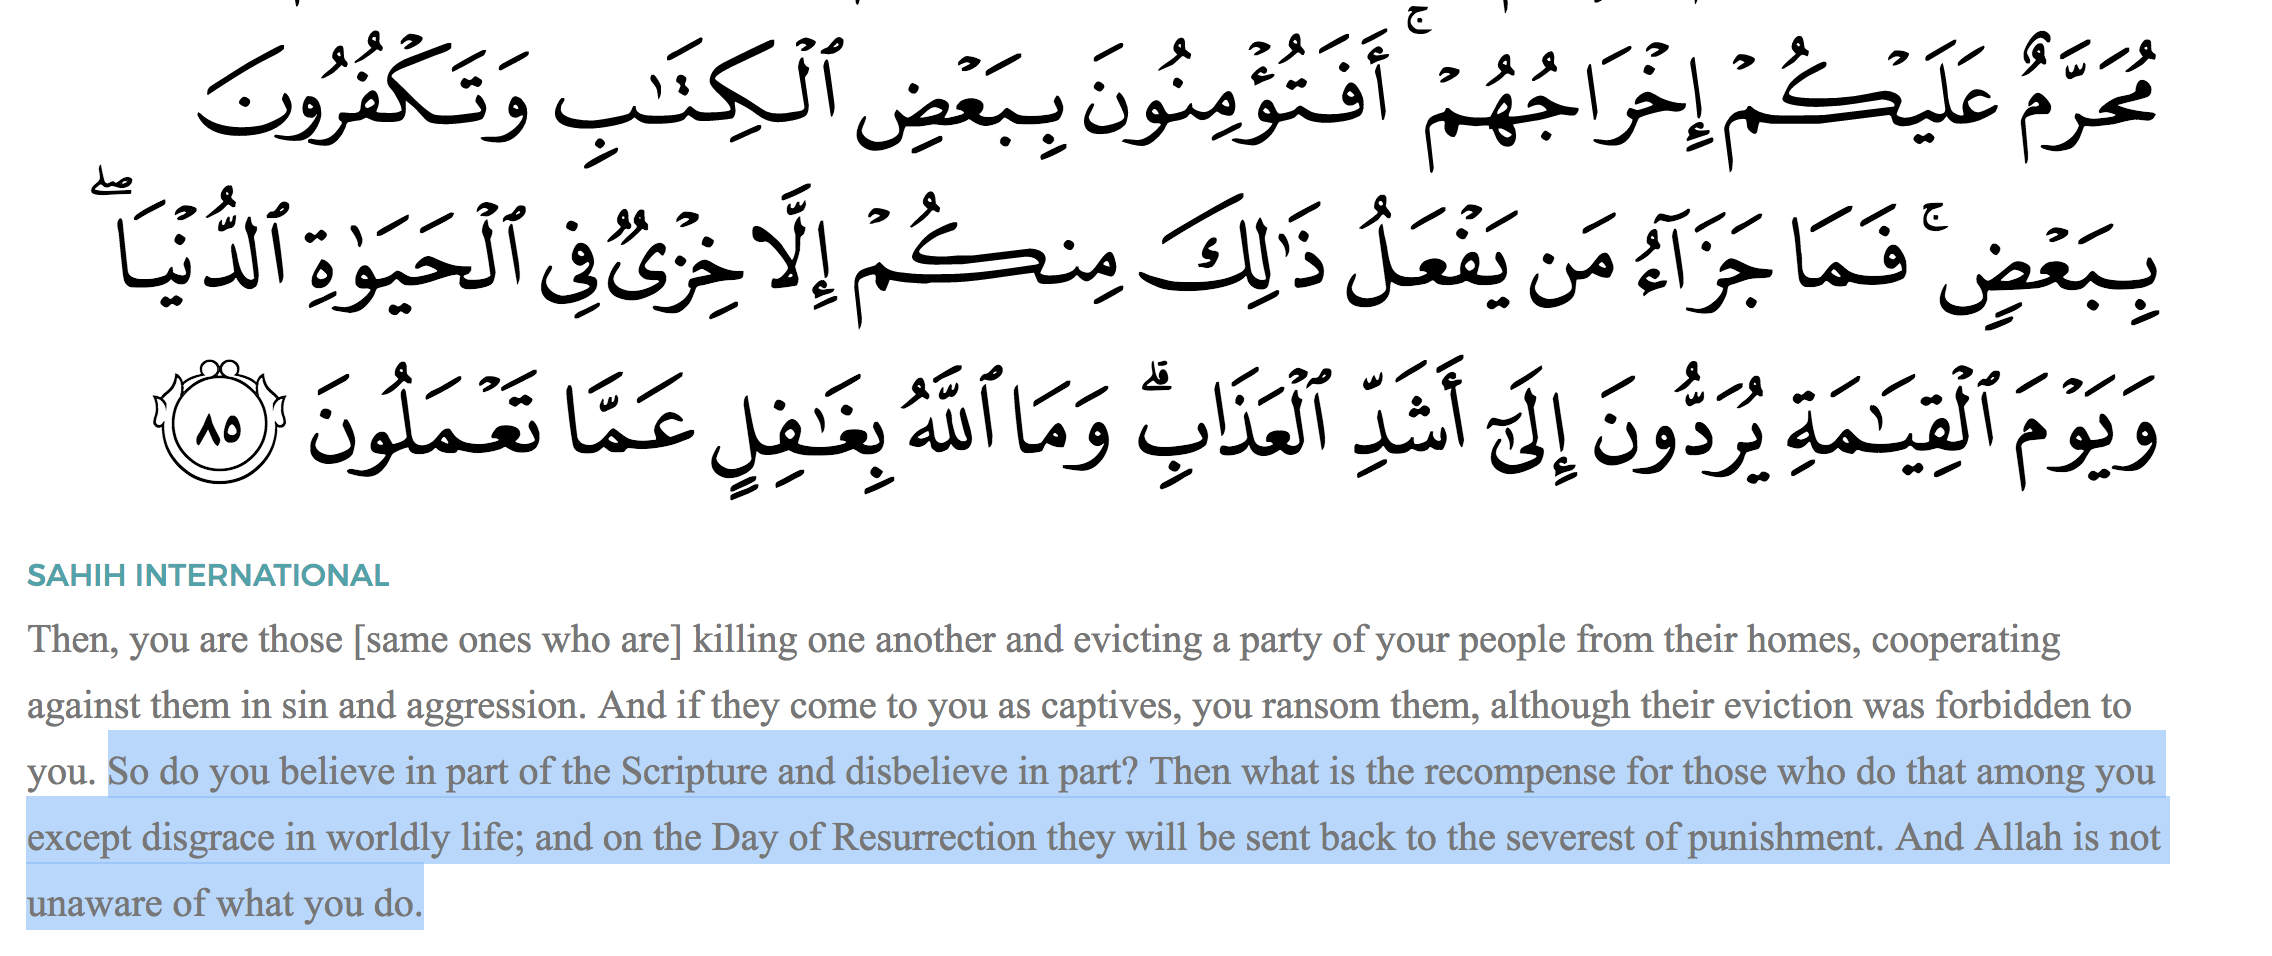 مُحَرَّمٌ عَلَيْكُمْ إِخْرَاجُهُمْ ۚ أَفَتُؤْمِنُونَ بِبَعْضِ ٱلْكِتَـٰبِ وَتَكْفُرُونَ
بِبَعْضٍ ۚ فَمَا جَزَآءُ مَن يَفْعَلُ ذَٰلِكَ مِنكُمْ إِلَّا خِزْىٌ فِى ٱلْحَيَوٰةِ ٱلدُّنْيَا ۖ
وَيَوْمَ ٱلْقِيَـٰمَةِ يُرَدُّونَ إِلَىٰٓ أَشَدِّ ٱلْعَذَابِ ۗ وَمَا ٱللَّهُ بِغَـٰفِلٍ عَمَّا تَعْمَلُونَ ٨٥
SAHIH INTERNATIONAL
Then, you are those [same ones who are] killing one another and evicting a party of your people from their homes, cooperating
against them in sin and aggression. And if they come to you as captives, you ransom them, although their eviction was forbidden to
you. So do you believe in part of the Scripture and disbelieve in part? Then what is the recompense for those who do that among you
except disgrace in worldly life; and on the Day of Resurrection they will be sent back to the severest of punishment. And Allah is not
unaware of what you do.